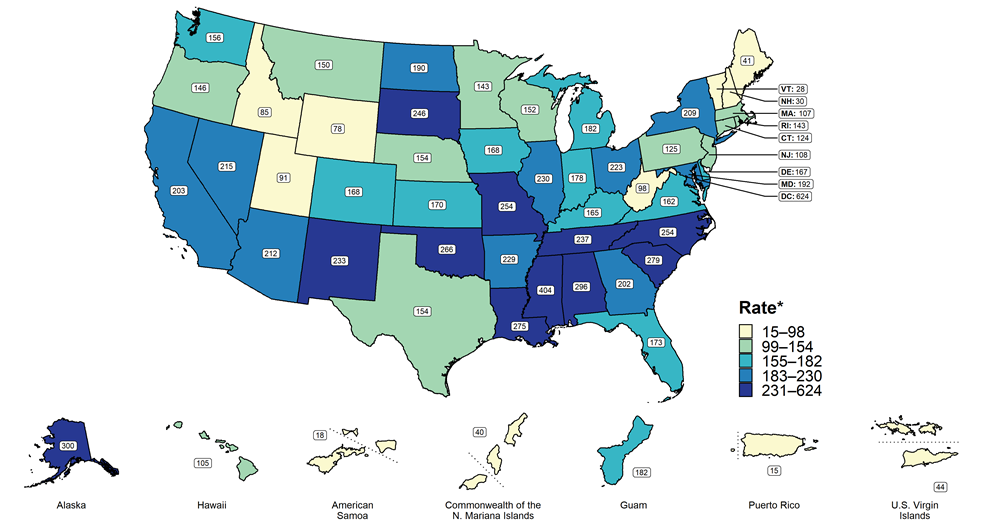 156
41
150
190
143
VT: 28
146
NH: 30
152
85
246
209
MA: 107
78
182
RI: 143
CT: 124
125
168
154
NJ: 108
223
DE: 167
91
230
178
MD: 192
215
98
203
168
DC: 624
170
254
162
165
254
237
212
266
233
229
279
404
296
202
154
275
173
Rate*
15–98
99–154
155–182
183–230
231–624
300
105
18
40
182
15
44
Alaska
Hawaii
American
Samoa
Commonwealth of the
N. Mariana Islands
Guam
Puerto Rico
U.S. Virgin
Islands